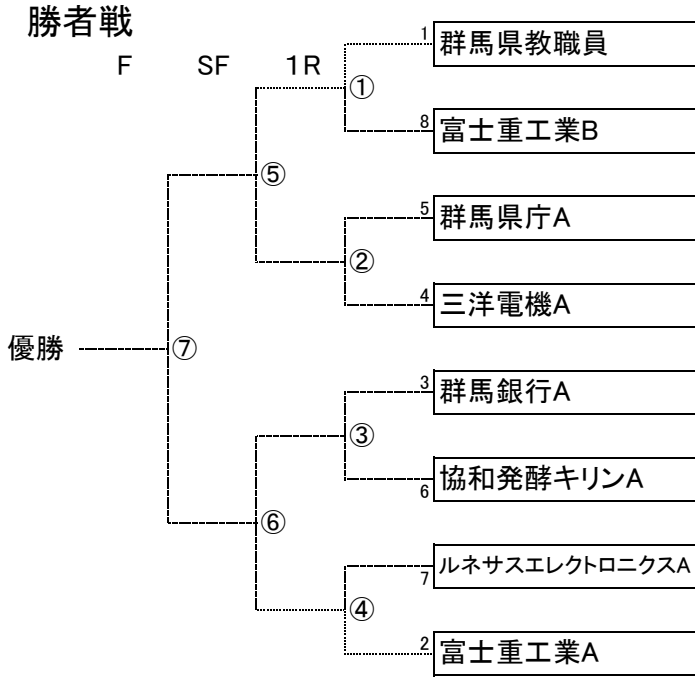 勝者戦
F SF 1R
1 群馬県教職員
①
8 富士重工業B
⑤
5 群馬県庁A
②
4 三洋電機A
優勝 ⑦
3 群馬銀行A
③
6 協和発酵キリンA
⑥
7 ルネサスエレクトロニクスA
④
2 富士重工業A